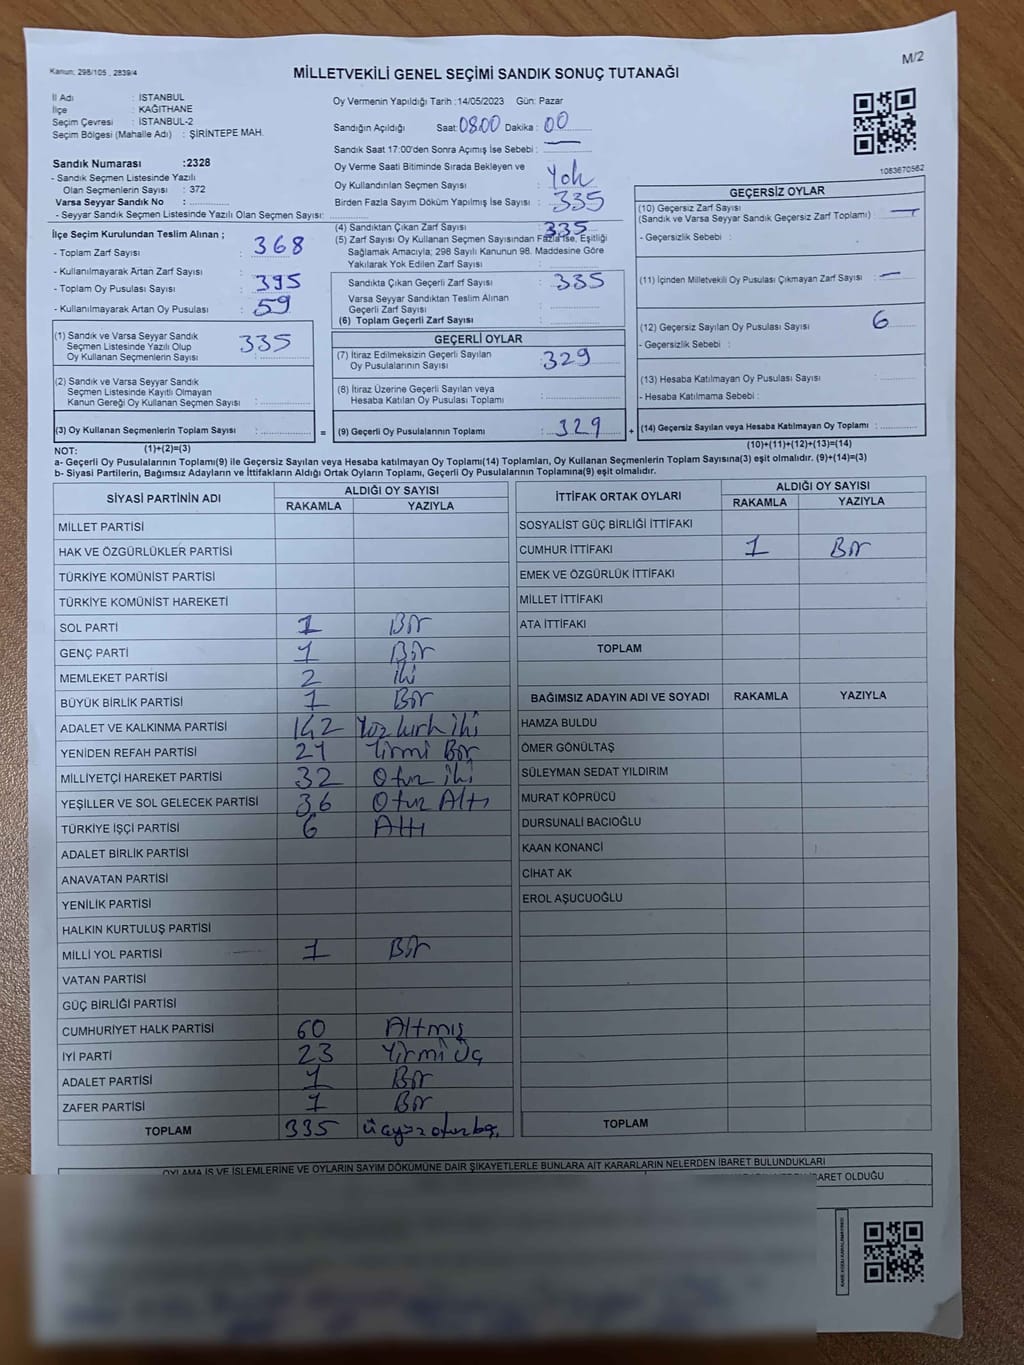 M/2
Kanun; 298/105 , 2839/4
MİLLETVEKİLİ GENEL SEÇİMİ SANDIK SONUÇ TUTANAĞI
İl Adı : İSTANBUL
İlçe : KAĞITHANE
Seçim Çevresi : İSTANBUL-2
Seçim Bölgesi (Mahalle Adı) : ŞİRİNTEPE MAH.
Sandık Numarası :2328
- Sandık Seçmen Listesinde Yazılı
Olan Seçmenlerin Sayısı : 372
Varsa Seyyar Sandık No :
- Seyyar Sandık Seçmen Listesinde Yazılı Olan Seçmen Sayısı:
Oy Vermenin Yapıldığı Tarih :14/05/2023 Gün: Pazar
Sandığın Açıldığı Saat: 08.00 Dakika : 00
Sandık Saat 17:00'den Sonra Açımış İse Sebebi : —
Oy Verme Saati Bitiminde Sırada Bekleyen ve
Oy Kullandırılan Seçmen Sayısı : Yok
Birden Fazla Sayım Döküm Yapılmış İse Sayısı : 335
1083670562
İlçe Seçim Kurulundan Teslim Alınan ;
- Toplam Zarf Sayısı : 368
- Kullanılmayarak Artan Zarf Sayısı :
- Toplam Oy Pusulası Sayısı : 395
- Kullanılmayarak Artan Oy Pusulası : 59
(1) Sandık ve Varsa Seyyar Sandık
Seçmen Listesinde Yazılı Olup
Oy Kullanan Seçmenlerin Sayısı : 335
(2) Sandık ve Varsa Seyyar Sandık
Seçmen Listesinde Kayıtlı Olmayan
Kanun Gereği Oy Kullanan Seçmen Sayısı :
(3) Oy Kullanan Seçmenlerin Toplam Sayısı :
(4) Sandıktan Çıkan Zarf Sayısı : 335
(5) Zarf Sayısı Oy Kullanan Seçmen Sayısından Fazla İse, Eşitliği
Sağlamak Amacıyla; 298 Sayılı Kanunun 98. Maddesine Göre
Yakılarak Yok Edilen Zarf Sayısı :
Sandıkta Çıkan Geçerli Zarf Sayısı : 335
Varsa Seyyar Sandıktan Teslim Alınan
Geçerli Zarf Sayısı :
(6) Toplam Geçerli Zarf Sayısı :
GEÇERLİ OYLAR
(7) İtiraz Edilmeksizin Geçerli Sayılan
Oy Pusulalarının Sayısı : 329
(8) İtiraz Üzerine Geçerli Sayılan veya
Hesaba Katılan Oy Pusulası Toplamı :
= (9) Geçerli Oy Pusulalarının Toplamı : 329
GEÇERSİZ OYLAR
(10) Geçersiz Zarf Sayısı
(Sandık ve Varsa Seyyar Sandık Geçersiz Zarf Toplamı) : —
- Geçersizlik Sebebi :
(11) İçinden Milletvekili Oy Pusulası Çıkmayan Zarf Sayısı : —
(12) Geçersiz Sayılan Oy Pusulası Sayısı : 6
- Geçersizlik Sebebi :
(13) Hesaba Katılmayan Oy Pusulası Sayısı :
- Hesaba Katılmama Sebebi :
+ (14) Geçersiz Sayılan veya Hesaba Katılmayan Oy Toplamı :
NOT: (1)+(2)=(3) (10)+(11)+(12)+(13)=(14)
a- Geçerli Oy Pusulalarının Toplamı(9) ile Geçersiz Sayılan veya Hesaba katılmayan Oy Toplamı(14) Toplamları, Oy Kullanan Seçmenlerin Toplam Sayısına(3) eşit olmalıdır. (9)+(14)=(3)
b- Siyasi Partilerin, Bağımsız Adayların ve İttifakların Aldığı Ortak Oyların Toplamı, Geçerli Oy Pusulalarının Toplamına(9) eşit olmalıdır.
SİYASİ PARTİNİN ADI ALDIĞI OY SAYISI
RAKAMLA YAZIYLA
MİLLET PARTİSİ
HAK VE ÖZGÜRLÜKLER PARTİSİ
TÜRKİYE KOMÜNİST PARTİSİ
TÜRKİYE KOMÜNİST HAREKETİ
SOL PARTİ 1 Bir
GENÇ PARTİ 1 Bir
MEMLEKET PARTİSİ 2 iki
BÜYÜK BİRLİK PARTİSİ 1 Bir
ADALET VE KALKINMA PARTİSİ 142 Yüz kırk iki
YENİDEN REFAH PARTİSİ 21 Yirmi Bir
MİLLİYETÇİ HAREKET PARTİSİ 32 Otuz iki
YEŞİLLER VE SOL GELECEK PARTİSİ 36 Otuz Altı
TÜRKİYE İŞÇİ PARTİSİ 6 Altı
ADALET BİRLİK PARTİSİ
ANAVATAN PARTİSİ
YENİLİK PARTİSİ
HALKIN KURTULUŞ PARTİSİ
MİLLİ YOL PARTİSİ 1 Bir
VATAN PARTİSİ
GÜÇ BİRLİĞİ PARTİSİ
CUMHURİYET HALK PARTİSİ 60 Altmış
İYİ PARTİ 23 Yirmi Üç
ADALET PARTİSİ 1 Bir
ZAFER PARTİSİ 1 Bir
TOPLAM 335 üçyüz otuz beş
İTTİFAK ORTAK OYLARI ALDIĞI OY SAYISI
RAKAMLA YAZIYLA
SOSYALİST GÜÇ BİRLİĞİ İTTİFAKI
CUMHUR İTTİFAKI 1 Bir
EMEK VE ÖZGÜRLÜK İTTİFAKI
MİLLET İTTİFAKI
ATA İTTİFAKI
TOPLAM
BAĞIMSIZ ADAYIN ADI VE SOYADI RAKAMLA YAZIYLA
HAMZA BULDU
ÖMER GÖNÜLTAŞ
SÜLEYMAN SEDAT YILDIRIM
MURAT KÖPRÜCÜ
DURSUNALİ BACIOĞLU
KAAN KONANCİ
CİHAT AK
EROL AŞUCUOĞLU
TOPLAM
OYLAMA İŞ VE İŞLEMLERİNE VE OYLARIN SAYIM DÖKÜMÜNE DAİR ŞİKAYETLERLE BUNLARA AİT KARARLARIN NELERDEN İBARET BULUNDUKLARI
İBARET OLDUĞU